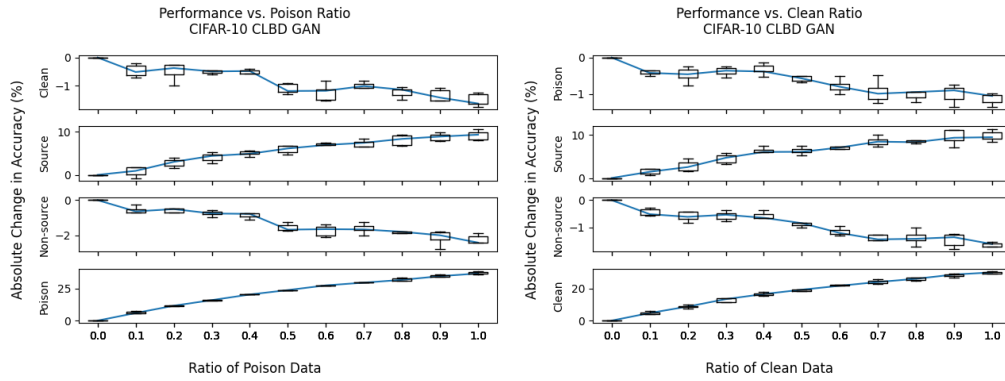 Performance vs. Poison Ratio
CIFAR-10 CLBD GAN
Absolute Change in Accuracy (%)
Clean
0
−1
Source
10
0
Non-source
0
−2
Poison
25
0
0.0 0.1 0.2 0.3 0.4 0.5 0.6 0.7 0.8 0.9 1.0
Ratio of Poison Data
Performance vs. Clean Ratio
CIFAR-10 CLBD GAN
Absolute Change in Accuracy (%)
Poison
0
−1
Source
10
0
Non-source
0
−1
Clean
20
0
0.0 0.1 0.2 0.3 0.4 0.5 0.6 0.7 0.8 0.9 1.0
Ratio of Clean Data